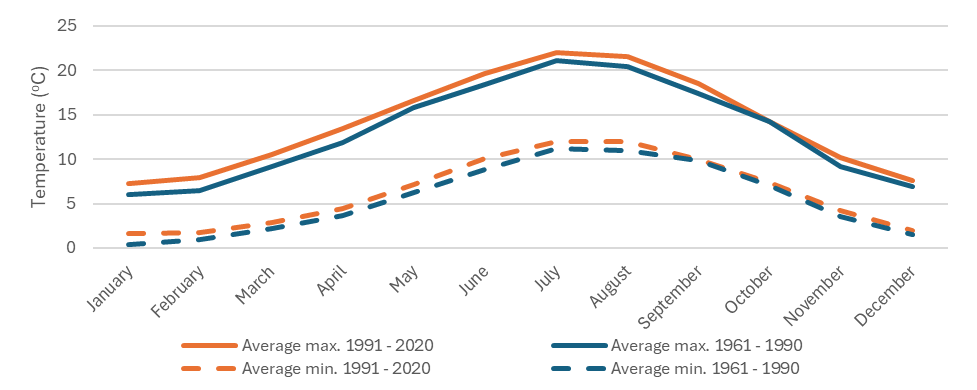 25
20
15
10
5
0
Temperature (⁰C)
January
February
March
April
May
June
July
August
September
October
November
December
Average max. 1991 - 2020
Average max. 1961 - 1990
Average min. 1991 - 2020
Average min. 1961 - 1990